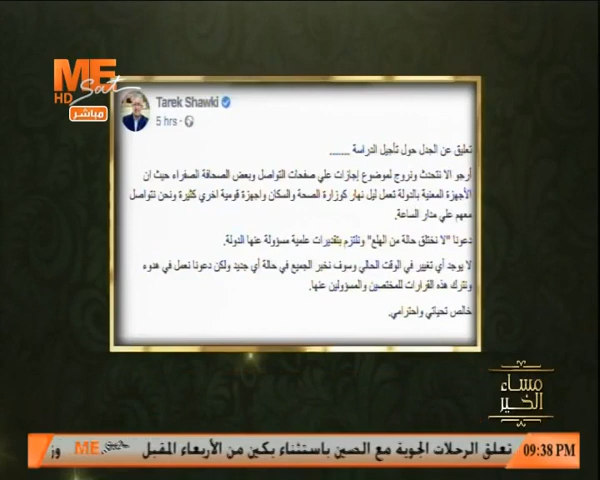 ME
Sat
HD
مباشر
Tarek Shawki
5 hrs ·
تعليق عن الجدل حول تأجيل الدراسة .......
أرجو الا نتحدث ونروج لموضوع إجازات علي صفحات التواصل وبعض الصحافة الصفراء حيث ان
الأجهزة المعنية بالدولة تعمل ليل نهار كوزارة الصحة والسكان واجهزة قومية اخري كثيرة ونحن نتواصل
معهم علي مدار الساعة.
دعونا "لا نختلق حالة من الهلع" ونلتزم بتقديرات علمية مسؤولة عنها الدولة.
لا يوجد أي تغيير في الوقت الحالي وسوف نخبر الجميع في حالة أي جديد ولكن دعونا نعمل في هدوء
ونترك هذه القرارات للمختصين والمسؤولين عنها.
خالص تحياتي واحترامي.
مساء
الخير
09:38 PM تعلق الرحلات الجوية مع الصين باستثناء بكين من الأربعاء المقبل ME Sat وز